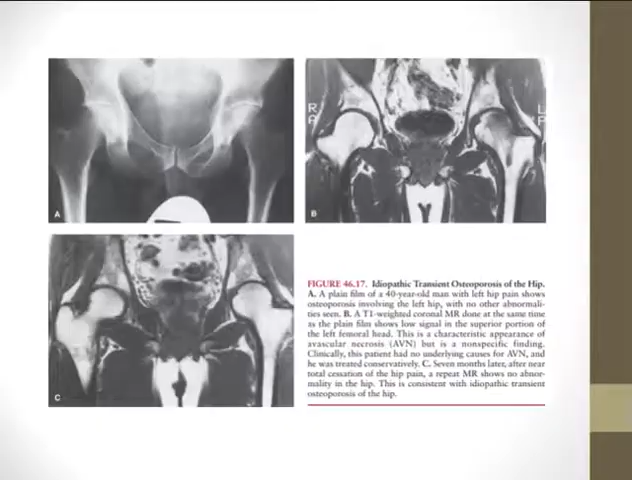 A
R
A
L
P
B
C
FIGURE 46.17. Idiopathic Transient Osteoporosis of the Hip.
A. A plain film of a 40-year-old man with left hip pain shows
osteoporosis involving the left hip, with no other abnormali-
ties seen. B. A T1-weighted coronal MR done at the same time
as the plain film shows low signal in the superior portion of
the left femoral head. This is a characteristic appearance of
avascular necrosis (AVN) but is a nonspecific finding.
Clinically, this patient had no underlying causes for AVN, and
he was treated conservatively. C. Seven months later, after near
total cessation of the hip pain, a repeat MR shows no abnor-
mality in the hip. This is consistent with idiopathic transient
osteoporosis of the hip.